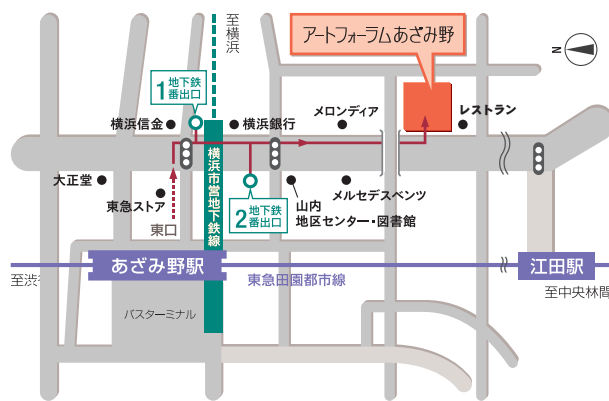 至横浜
アートフォーラムあざみ野
N
1 地下鉄
番出口
横浜信金
横浜銀行
メロンディア
レストラン
横浜市営地下鉄線
大正堂
東急ストア
東口
2 地下鉄
番出口
山内
地区センター・図書館
メルセデスベンツ
あざみ野駅
江田駅
至渋谷
東急田園都市線
至中央林間
バスターミナル